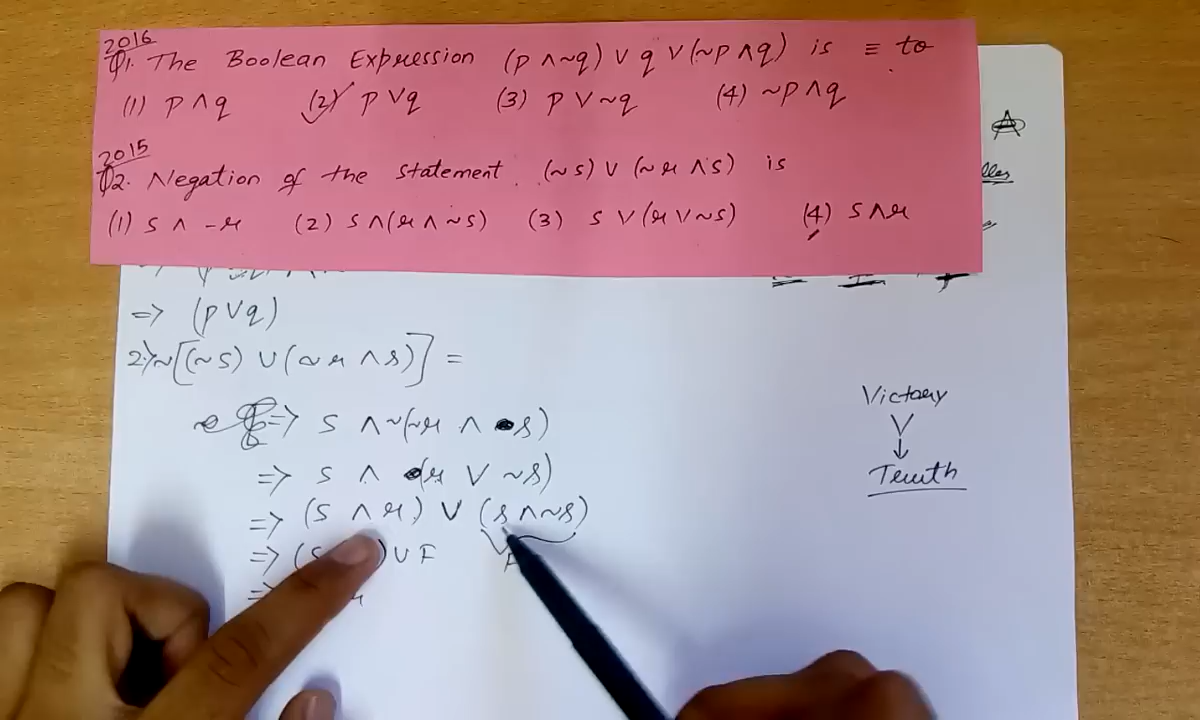 2016
Q1. The Boolean Expression (p ∧ ~q) ∨ q ∨ (~p ∧ q) is ≡ to
(1) p ∧ q (2) p ∨ q (3) p ∨ ~q (4) ~p ∧ q
2015
Q2. Negation of the statement (~s) ∨ (~r ∧ s) is
(1) s ∧ -r (2) s ∧ (r ∧ ~s) (3) s ∨ (r ∨ ~s) (4) s ∧ r
=> (p ∨ q)
2) ~[(~s) ∨ (~r ∧ s)] =
=> s ∧ ~(~r ∧ s)
=> s ∧ (r ∨ ~s)
=> (s ∧ r) ∨ (s ∧ ~s)
=> (s ) ∨ F F
=> r
Victory
V
↓
Truth